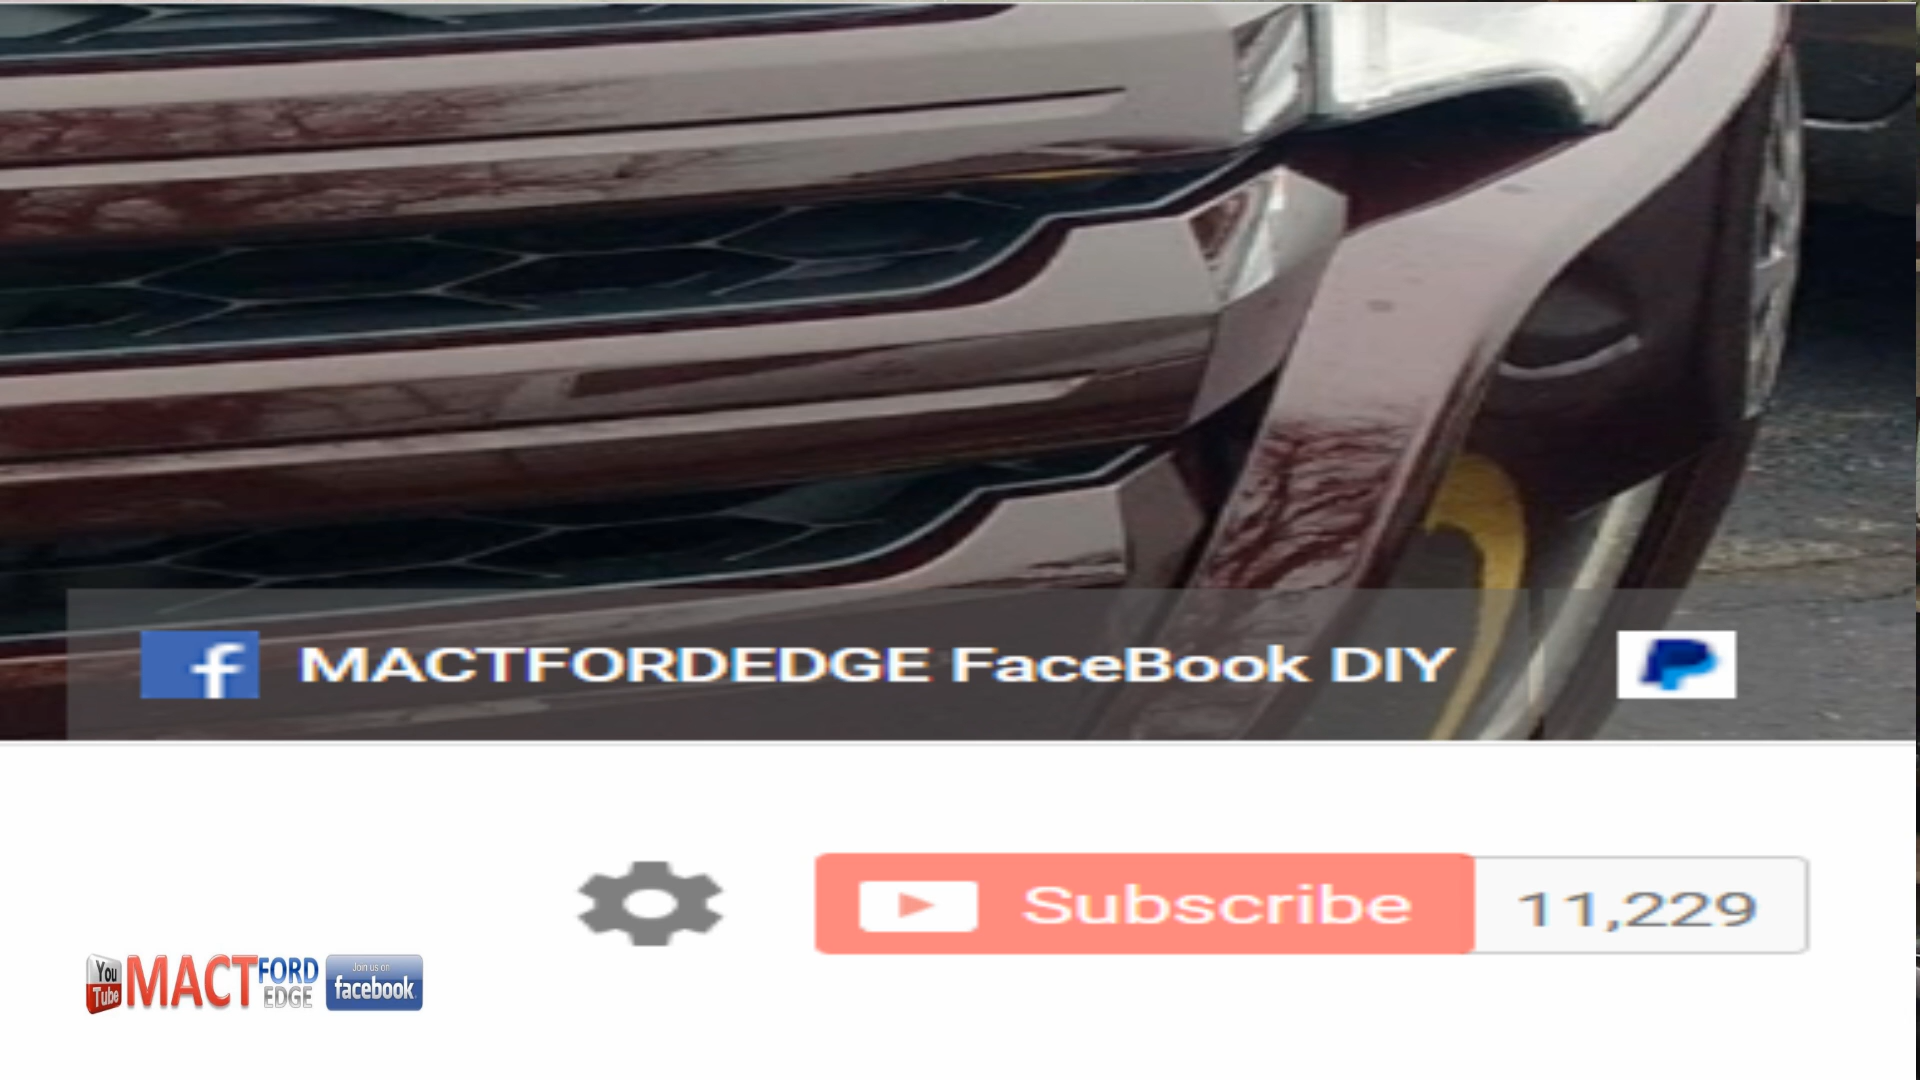 MACTFORDEDGE FaceBook DIY
Subscribe 11,229
You Tube MACT FORD EDGE Join us on facebook